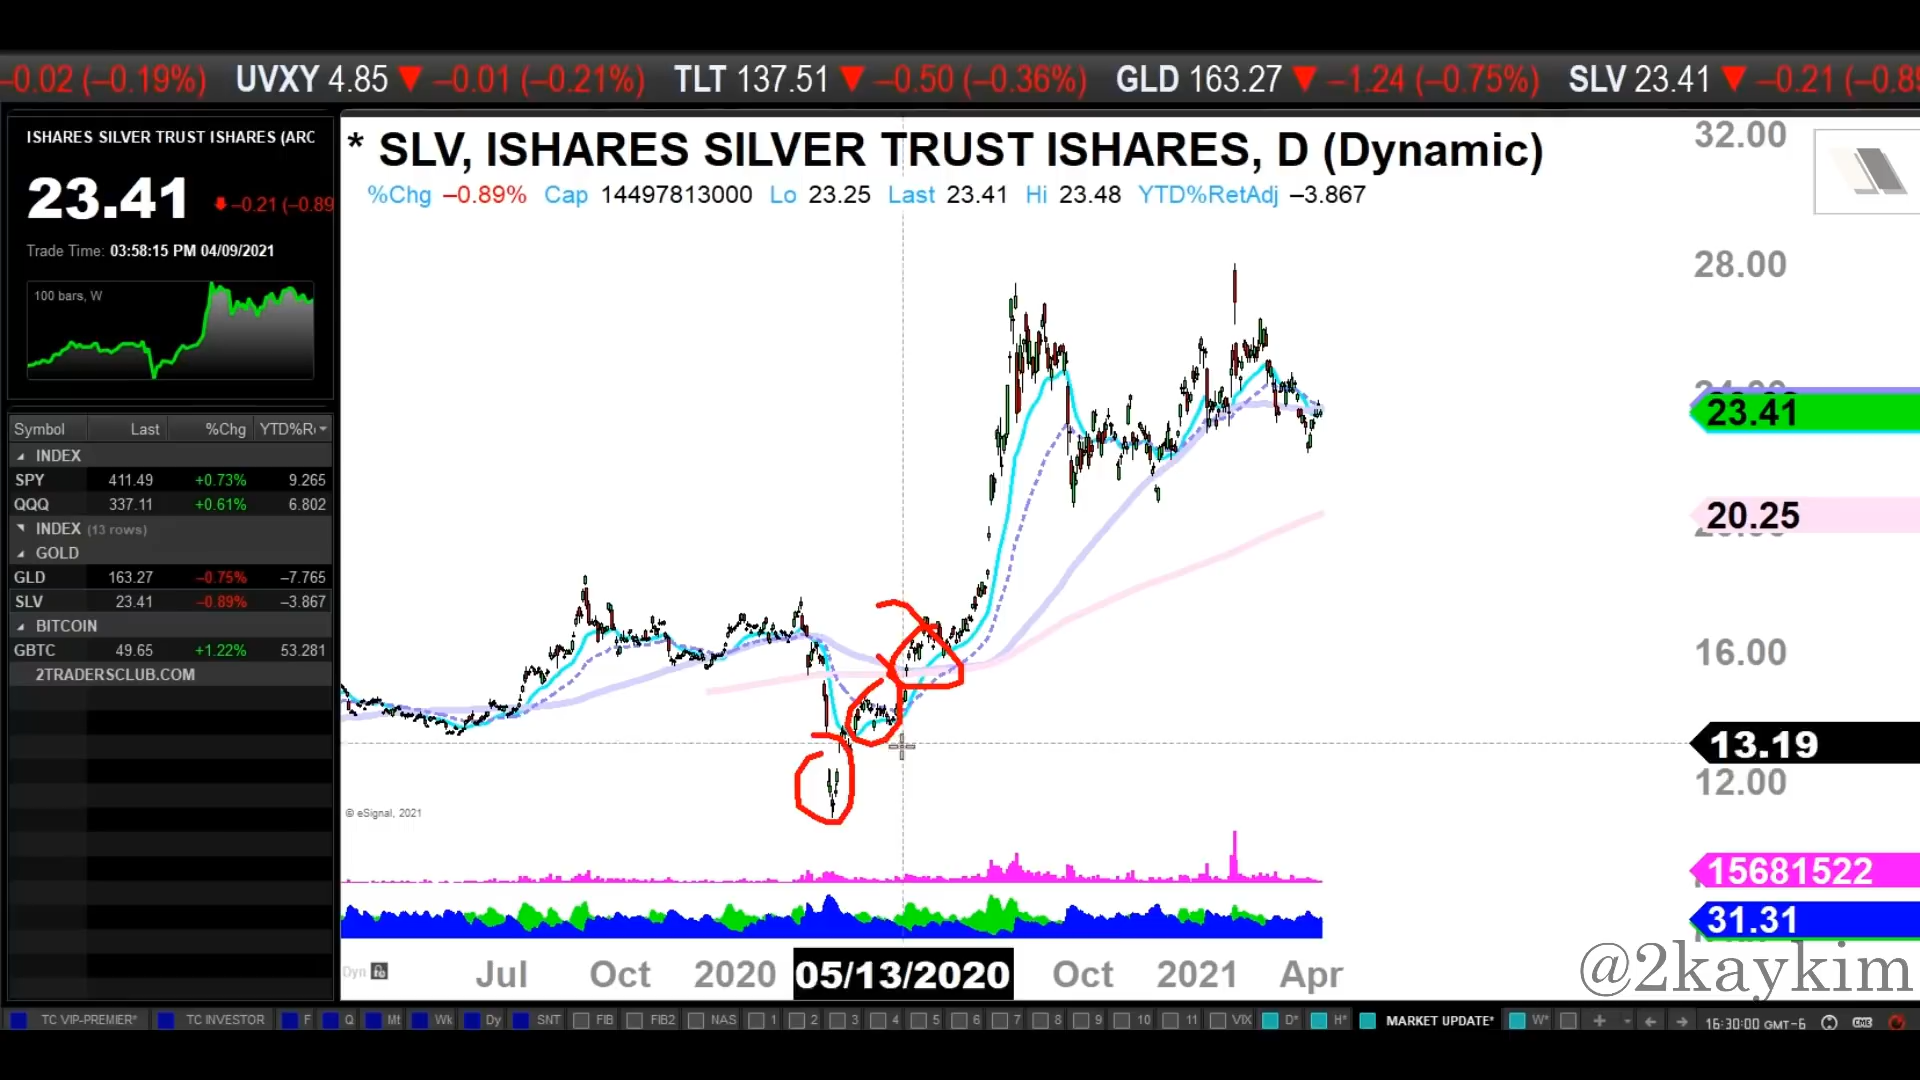 –0.02 (–0.19%) UVXY 4.85 ▼ –0.01 (–0.21%) TLT 137.51 ▼ –0.50 (–0.36%) GLD 163.27 ▼ –1.24 (–0.75%) SLV 23.41 ▼ –0.21 (–0.89
ISHARES SILVER TRUST ISHARES (ARC
23.41 –0.21 (–0.89
Trade Time: 03:58:15 PM 04/09/2021
100 bars, W
Symbol Last %Chg YTD%R
INDEX
SPY 411.49 +0.73% 9.265
QQQ 337.11 +0.61% 6.802
INDEX (13 rows)
GOLD
GLD 163.27 –0.75% –7.765
SLV 23.41 –0.89% –3.867
BITCOIN
GBTC 49.65 +1.22% 53.281
2TRADERSCLUB.COM
* SLV, ISHARES SILVER TRUST ISHARES, D (Dynamic)
%Chg –0.89% Cap 14497813000 Lo 23.25 Last 23.41 Hi 23.48 YTD%RetAdj –3.867
32.00
28.00
23.41
20.25
16.00
13.19
12.00
© eSignal, 2021
15681522
31.31
Dyn Jul Oct 2020 05/13/2020 Oct 2021 Apr
@2kaykim
TC VIP-PREMIER* TC INVESTOR F Q Mt Wk Dy SNT FIB FIB2 NAS 1 2 3 4 5 6 7 8 9 10 11 VIX D* H* MARKET UPDATE* W* 16:30:00 GMT-6